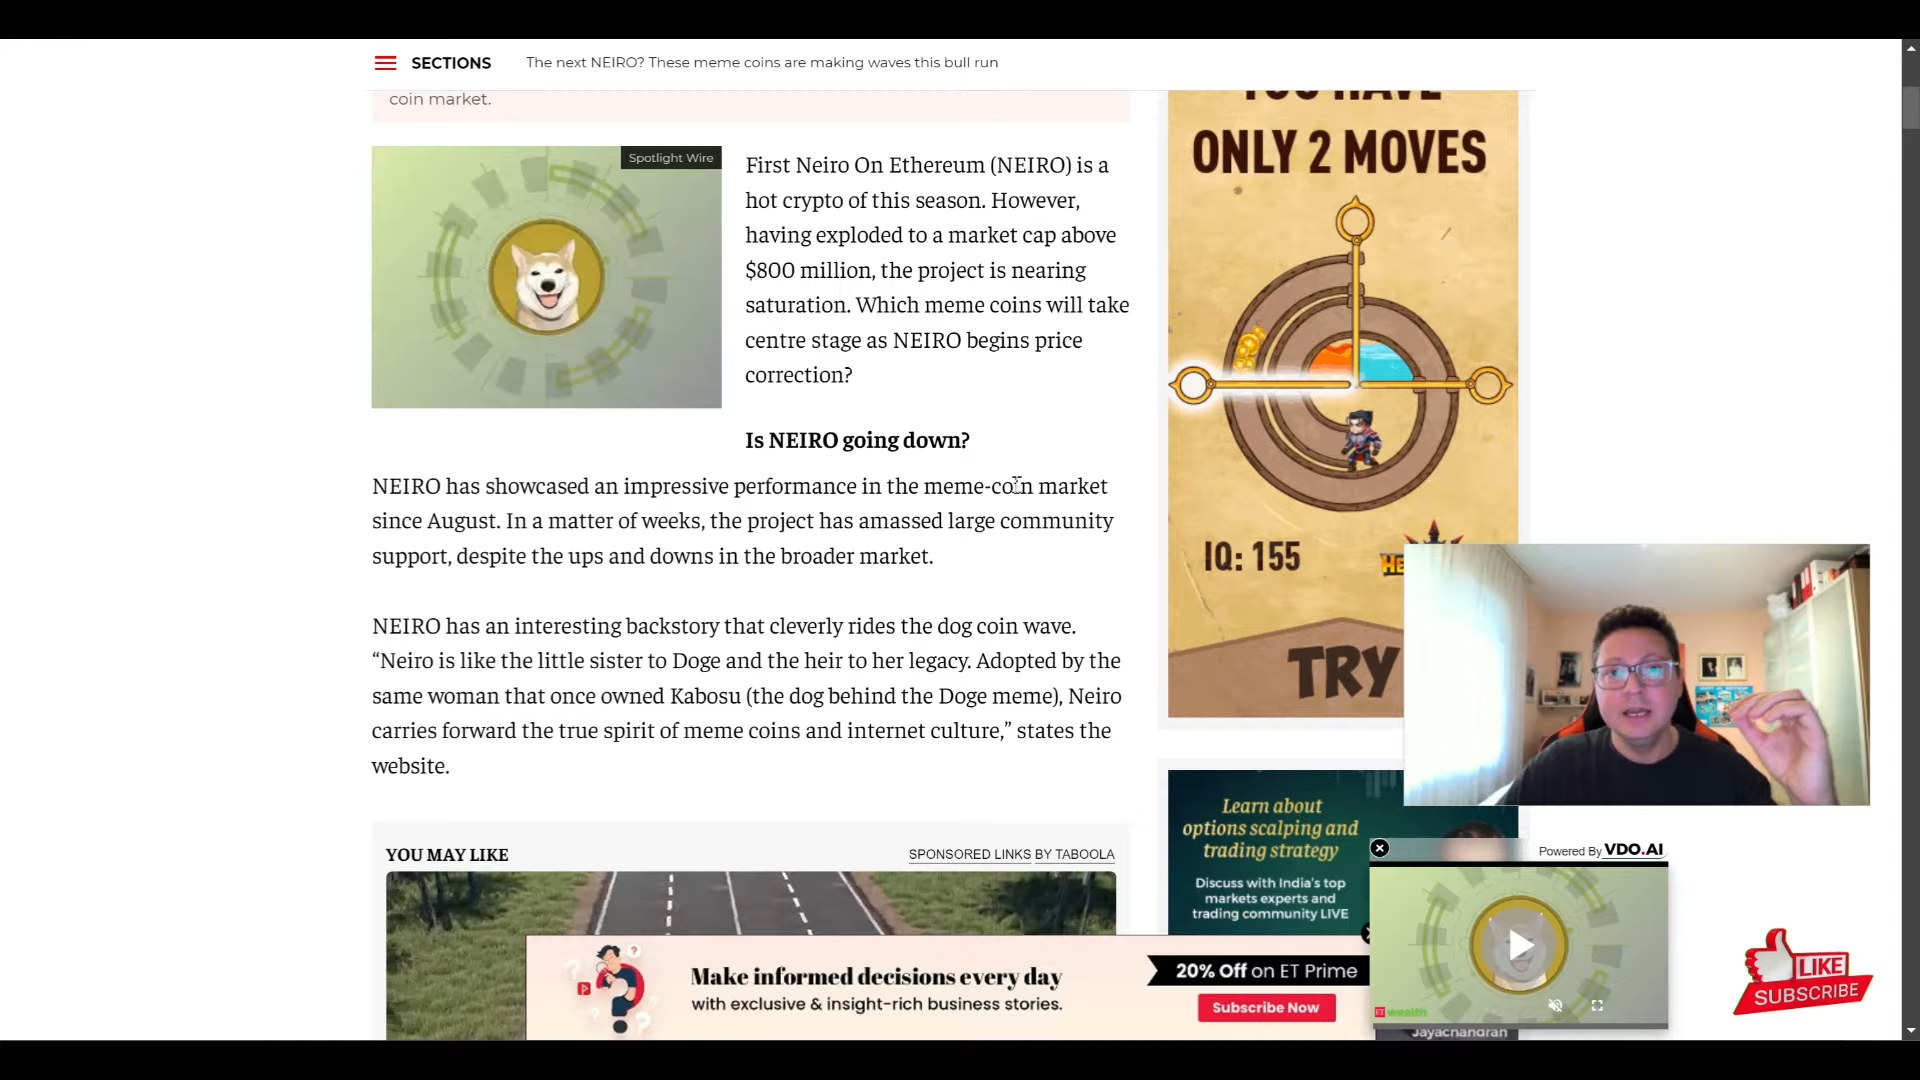 SECTIONS
The next NEIRO? These meme coins are making waves this bull run
coin market.
Spotlight Wire
First Neiro On Ethereum (NEIRO) is a
hot crypto of this season. However,
having exploded to a market cap above
$800 million, the project is nearing
saturation. Which meme coins will take
centre stage as NEIRO begins price
correction?
Is NEIRO going down?
NEIRO has showcased an impressive performance in the meme-coin market
since August. In a matter of weeks, the project has amassed large community
support, despite the ups and downs in the broader market.
NEIRO has an interesting backstory that cleverly rides the dog coin wave.
“Neiro is like the little sister to Doge and the heir to her legacy. Adopted by the
same woman that once owned Kabosu (the dog behind the Doge meme), Neiro
carries forward the true spirit of meme coins and internet culture,” states the
website.
YOU MAY LIKE
SPONSORED LINKS BY TABOOLA
YOU HAVE
ONLY 2 MOVES
IQ: 155
TRY
Learn about
options scalping and
trading strategy
Discuss with India's top
markets experts and
trading community LIVE
Powered By VDO.AI
ET wealth
Jayachandran
Make informed decisions every day
with exclusive & insight-rich business stories.
20% Off on ET Prime
Subscribe Now
LIKE
SUBSCRIBE